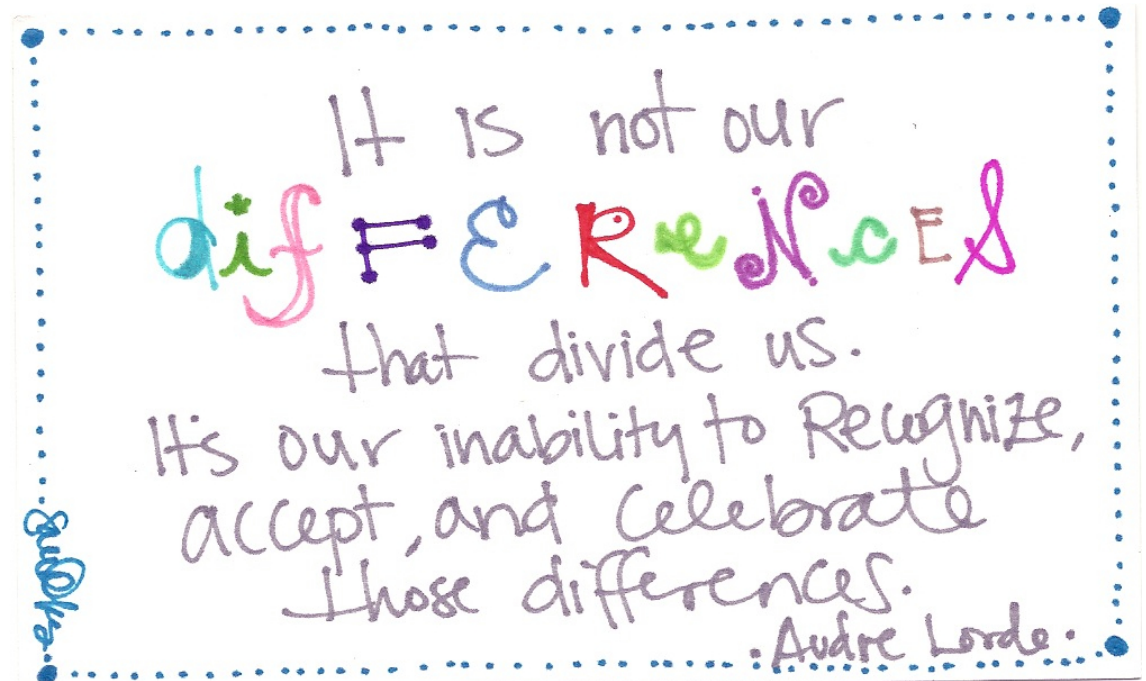 It is not our
difFEReNcES
that divide us.
It's our inability to Recognize,
accept, and celebrate
those differences.
. Audre Lorde .